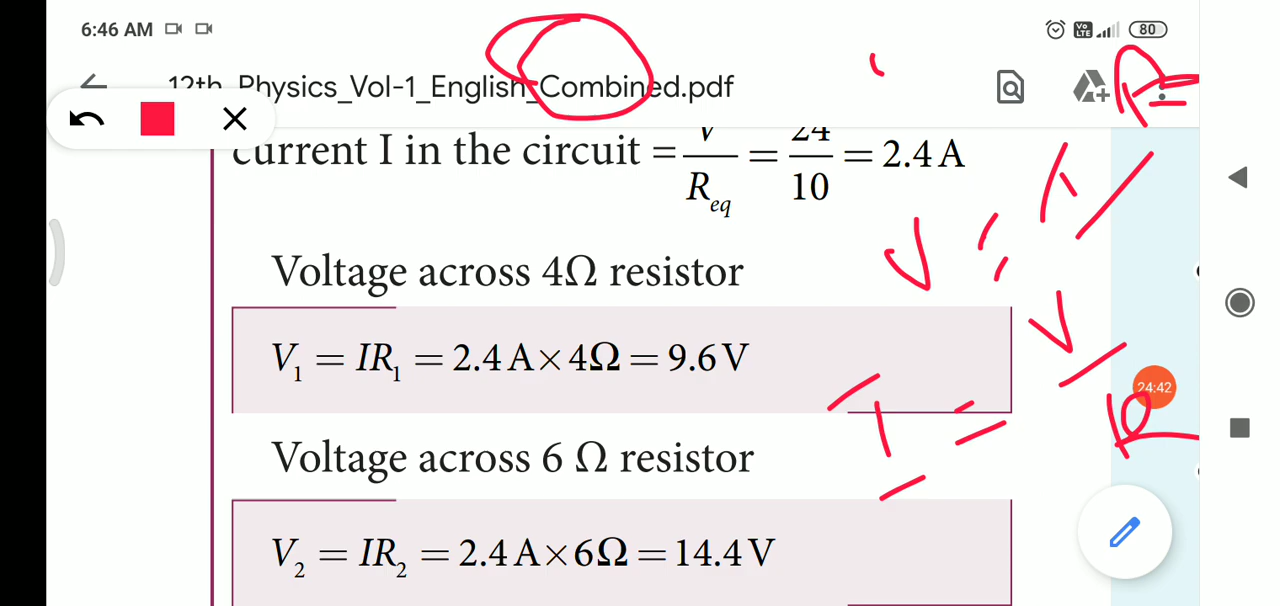 6:46 AM
Vo LTE 80
12th_Physics_Vol-1_English_Combined.pdf
current I in the circuit = V/R_eq = 24/10 = 2.4 A
Voltage across 4Ω resistor
V₁ = IR₁ = 2.4 A × 4Ω = 9.6 V
24:42
I = V/R
Voltage across 6 Ω resistor
V₂ = IR₂ = 2.4 A × 6Ω = 14.4 V